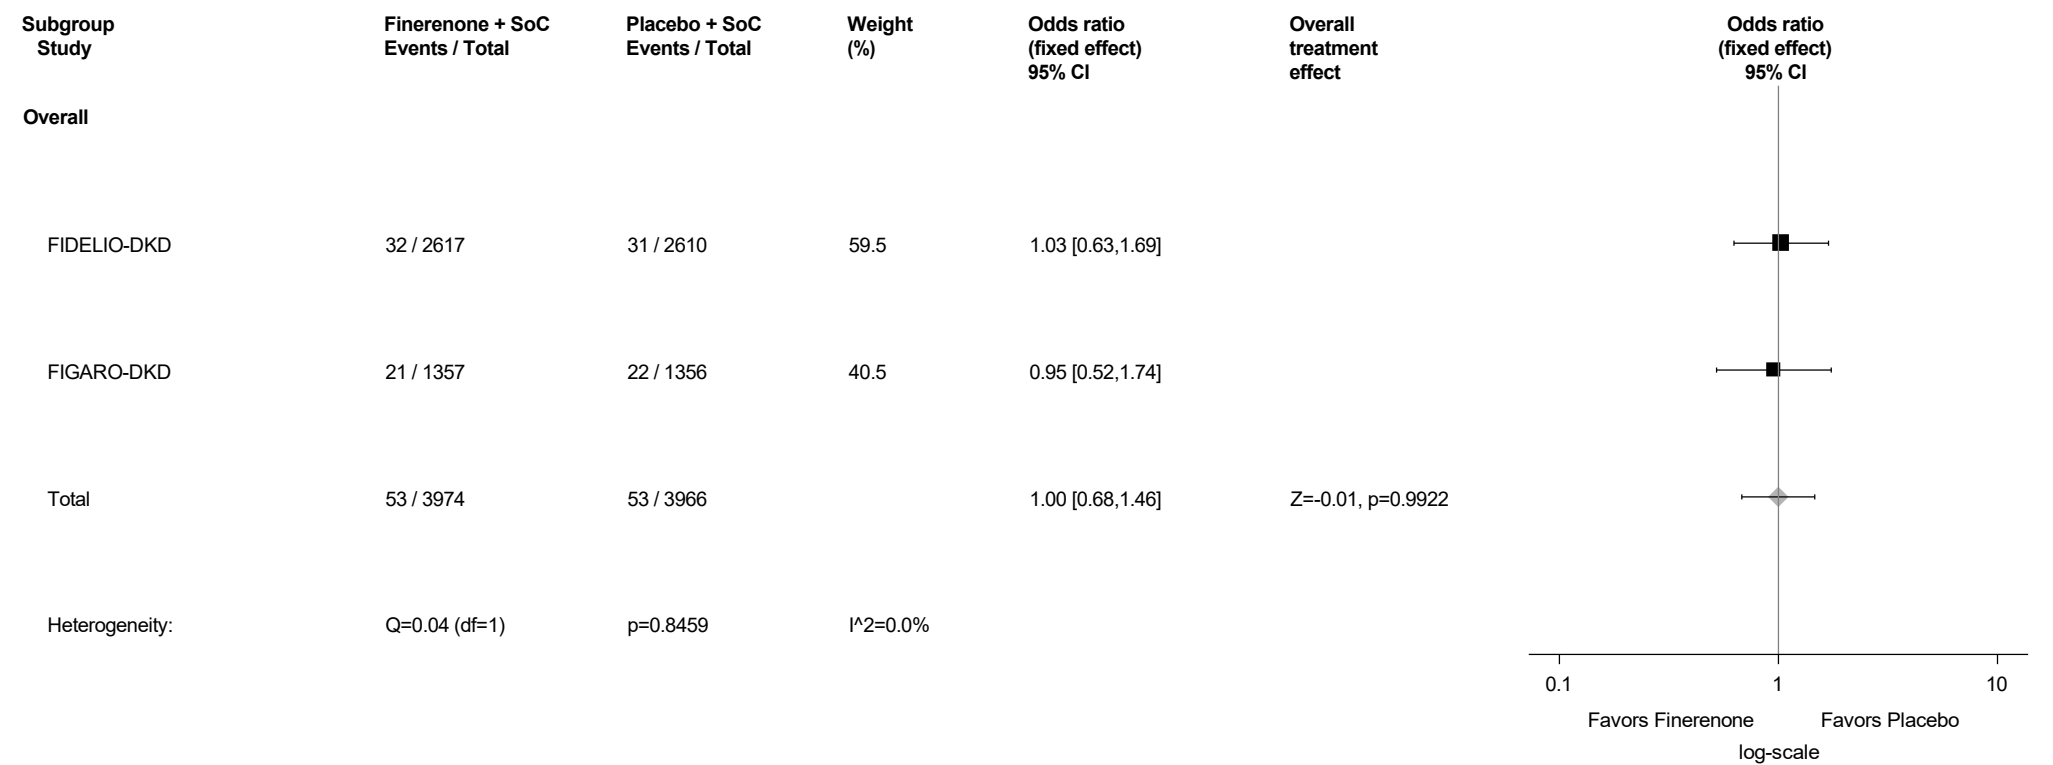 Subgroup Finerenone + SoC Placebo + SoC Weight Odds ratio Overall Odds ratio
Study Events / Total Events / Total (%) (fixed effect) treatment (fixed effect)
95% CI effect 95% CI
Overall
FIDELIO-DKD 32 / 2617 31 / 2610 59.5 1.03 [0.63,1.69]
FIGARO-DKD 21 / 1357 22 / 1356 40.5 0.95 [0.52,1.74]
Total 53 / 3974 53 / 3966 1.00 [0.68,1.46] Z=-0.01, p=0.9922
Heterogeneity: Q=0.04 (df=1) p=0.8459 I^2=0.0%
0.1 1 10
Favors Finerenone Favors Placebo
log-scale